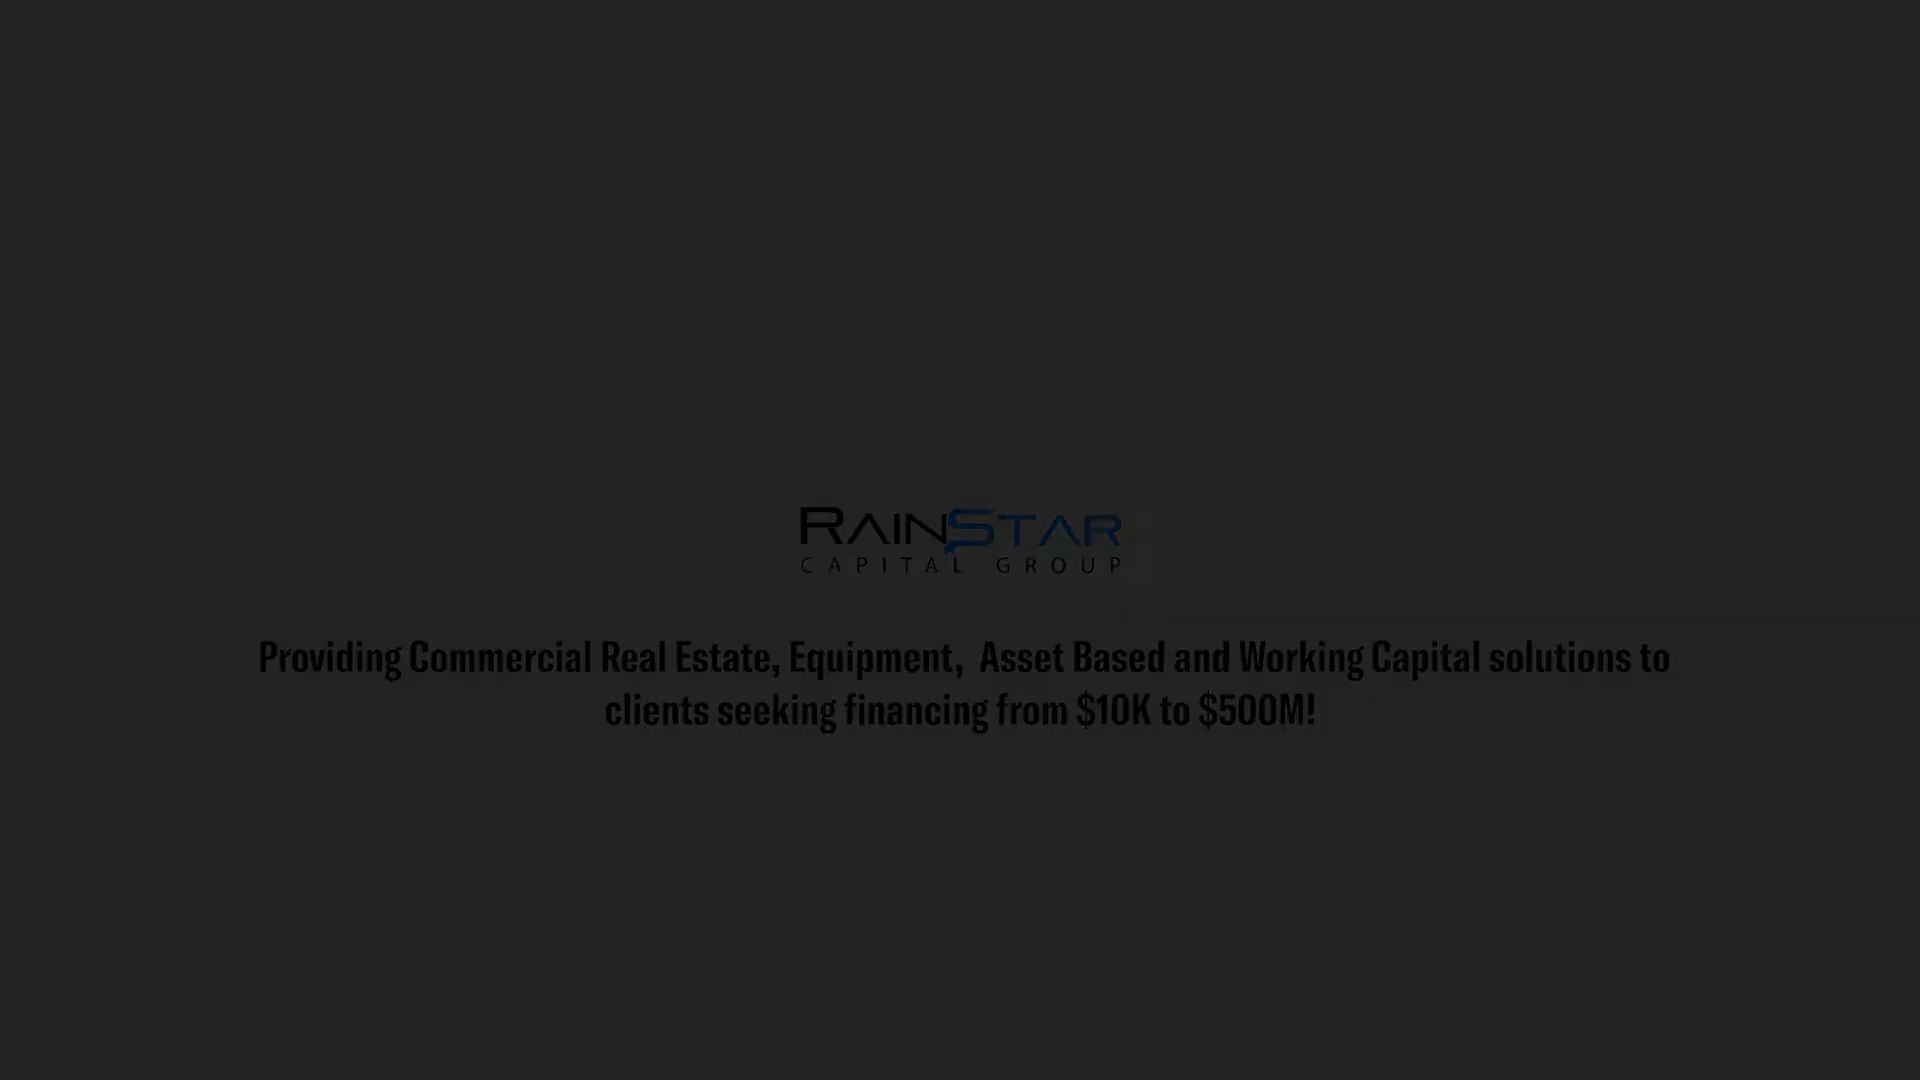 RAINSTAR
CAPITAL GROUP
Providing Commercial Real Estate, Equipment,  Asset Based and Working Capital solutions to
clients seeking financing from $10K to $500M!